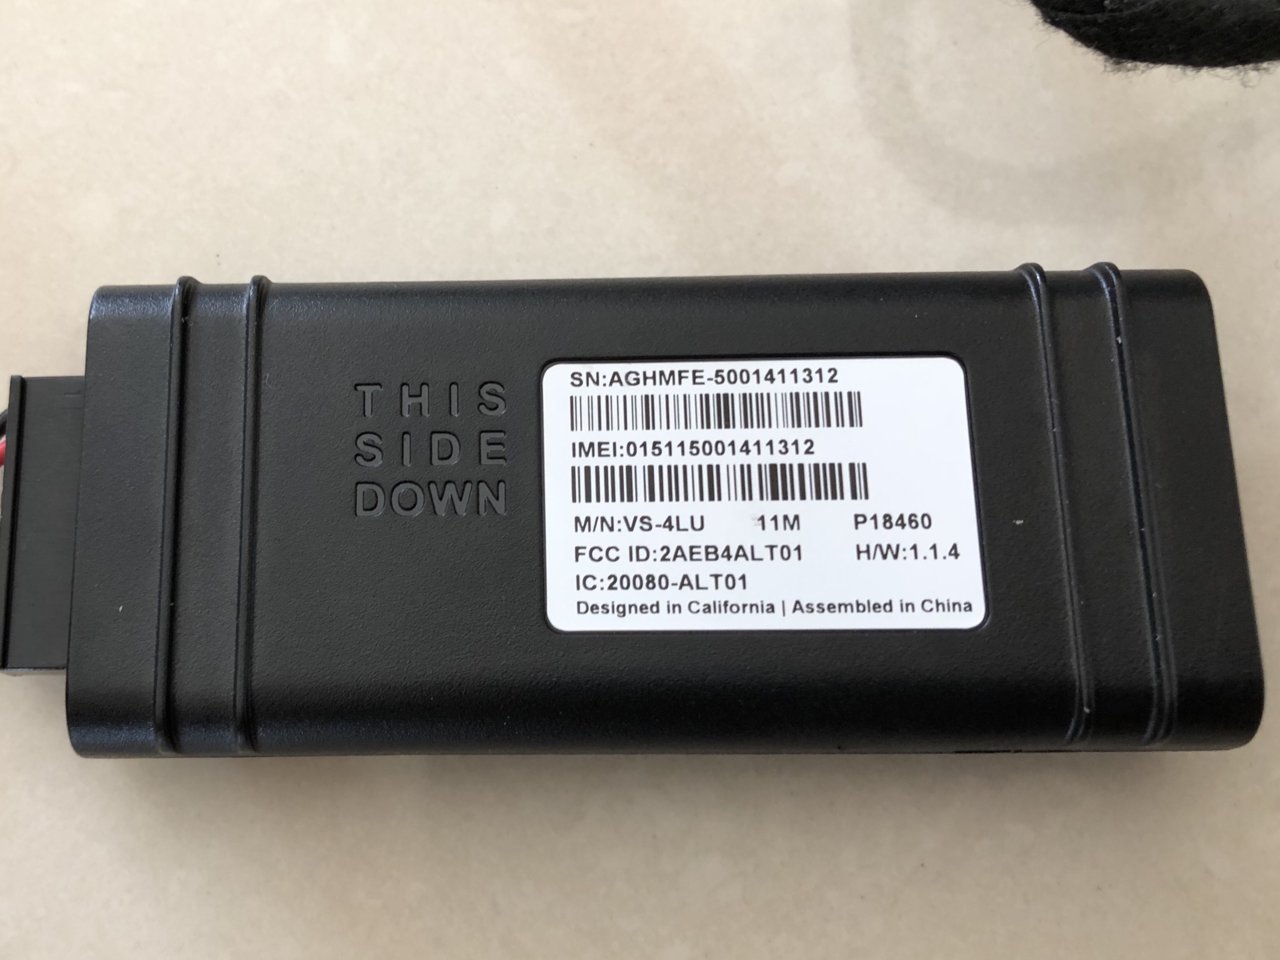 THIS
SIDE
DOWN
SN:AGHMFE-5001411312
IMEI:015115001411312
M/N:VS-4LU 11M P18460
FCC ID:2AEB4ALT01 H/W:1.1.4
IC:20080-ALT01
Designed in California | Assembled in China